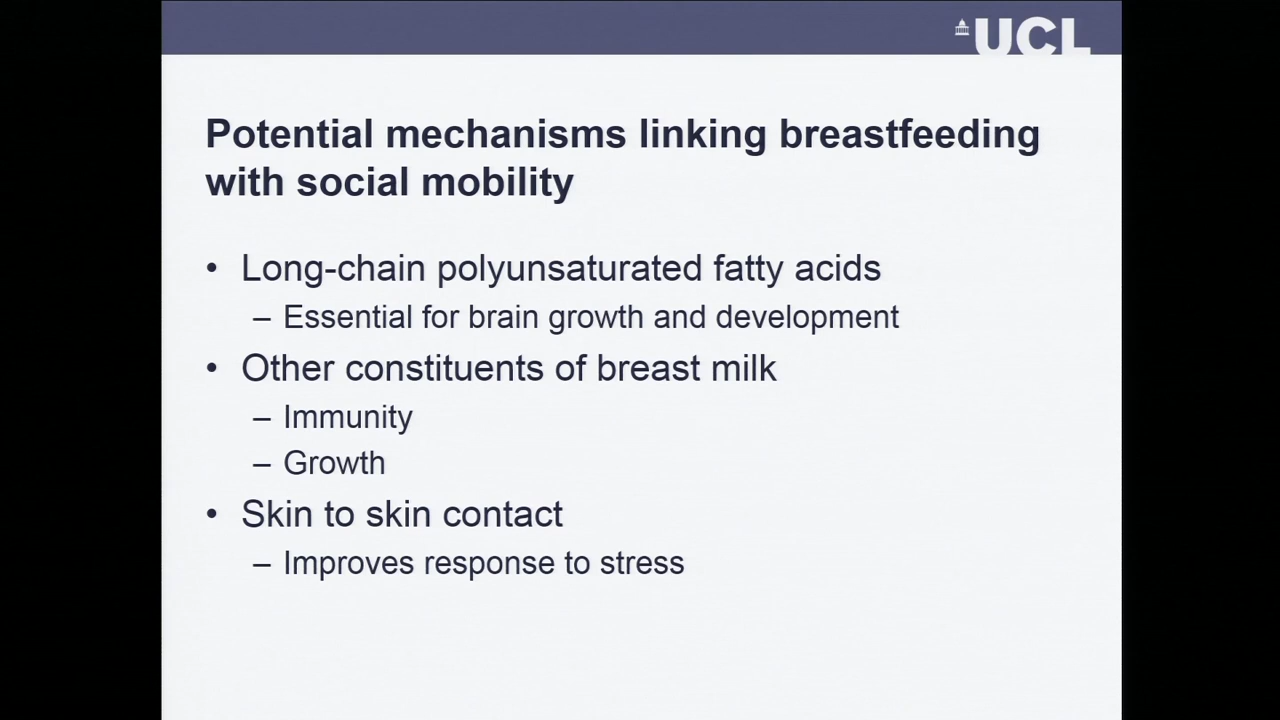 UCL
Potential mechanisms linking breastfeeding
with social mobility
• Long-chain polyunsaturated fatty acids
– Essential for brain growth and development
• Other constituents of breast milk
– Immunity
– Growth
• Skin to skin contact
– Improves response to stress